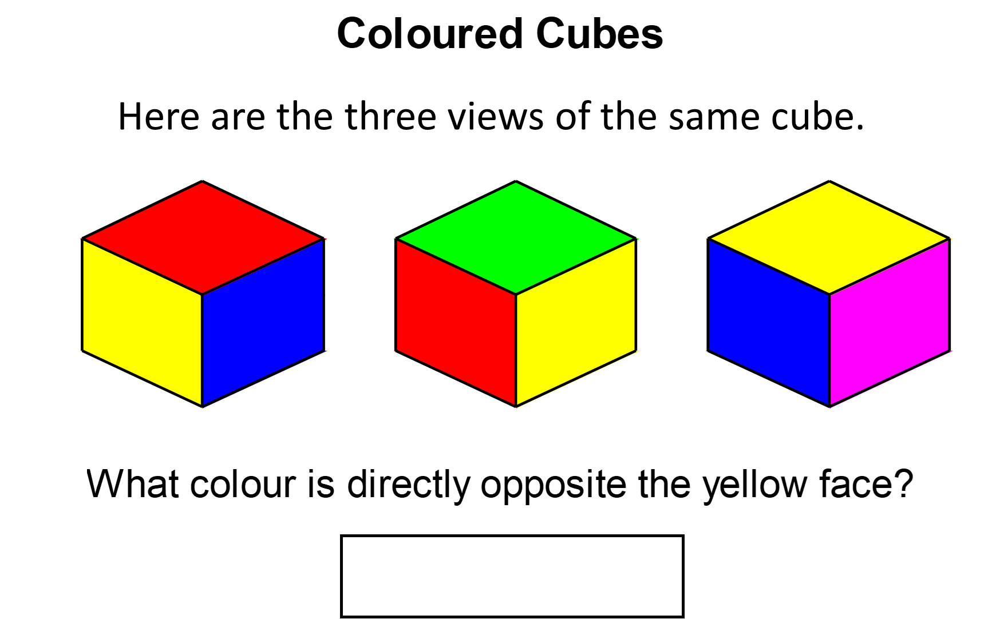 Coloured Cubes
Here are the three views of the same cube.
What colour is directly opposite the yellow face?